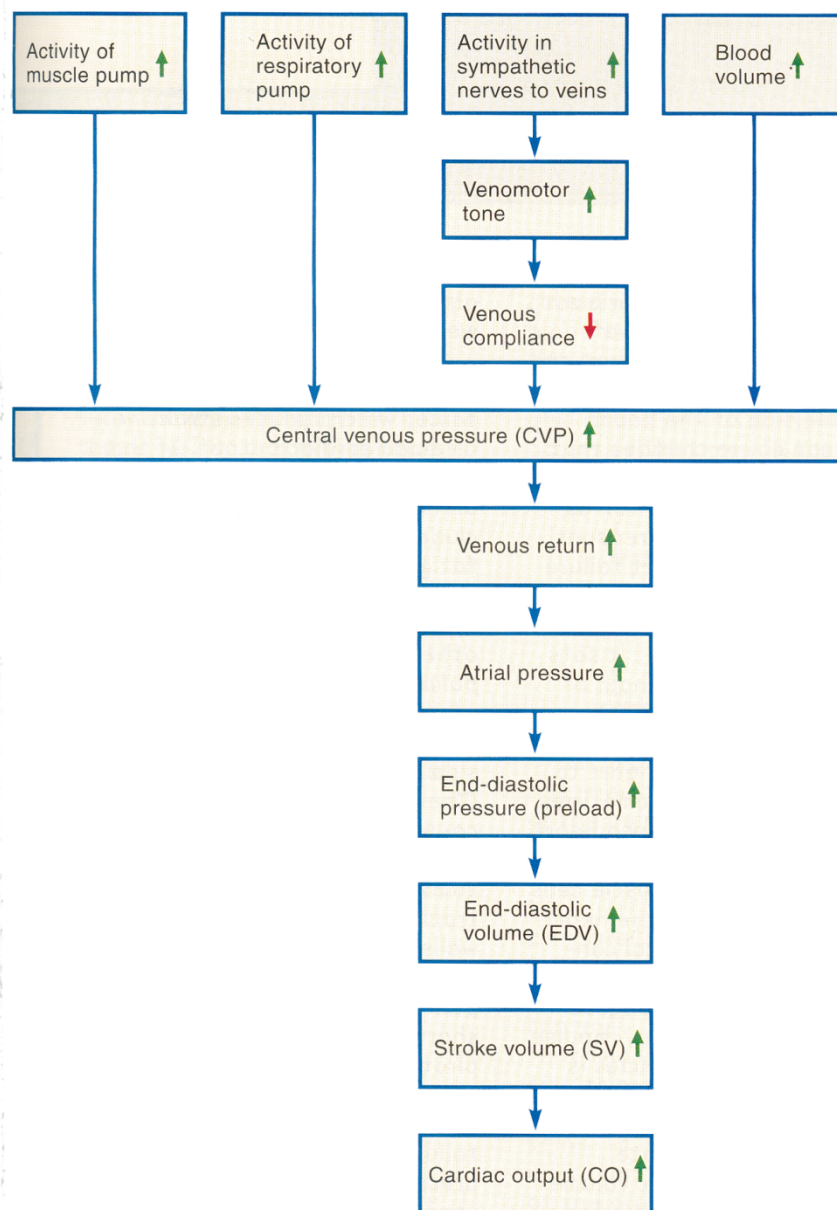 Activity of
muscle pump
Activity of
respiratory
pump
Activity in
sympathetic
nerves to veins
Blood
volume
Venomotor
tone
Venous
compliance
Central venous pressure (CVP)
Venous return
Atrial pressure
End-diastolic
pressure (preload)
End-diastolic
volume (EDV)
Stroke volume (SV)
Cardiac output (CO)